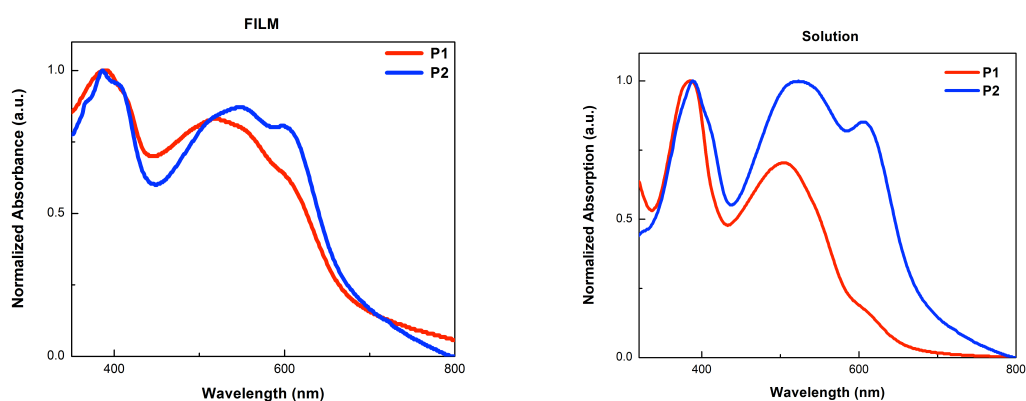 FILM
P1
P2
1.0
0.5
0.0
400
600
800
Normalized Absorbance (a.u.)
Wavelength (nm)
Solution
P1
P2
1.0
0.5
0.0
400
600
800
Normalized Absorption (a.u.)
Wavelength (nm)